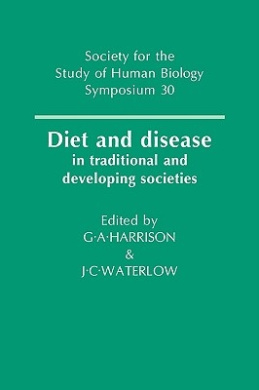 Society for the
Study of Human Biology
Symposium 30
Diet and disease
in traditional and
developing societies
Edited by
G·A·HARRISON
&
J·C·WATERLOW